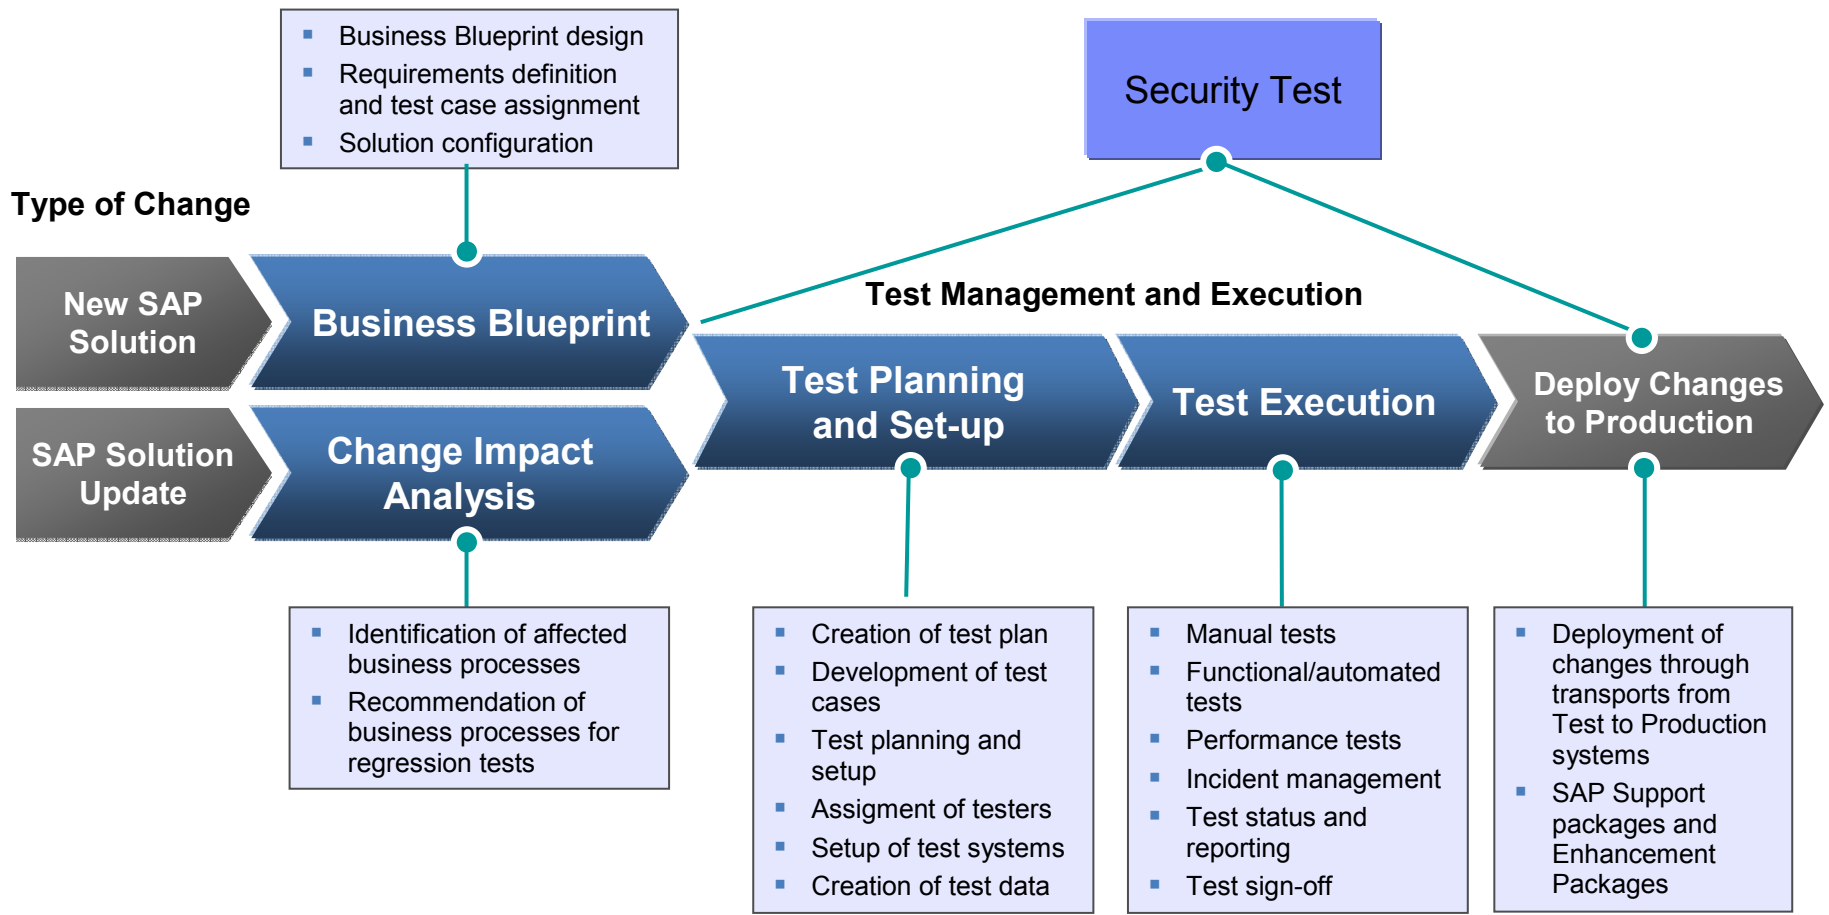 Business Blueprint design
Requirements definition
and test case assignment
Solution configuration
Security Test
Type of Change
New SAP
Solution
Business Blueprint
Test Management and Execution
SAP Solution
Update
Change Impact
Analysis
Test Planning
and Set-up
Test Execution
Deploy Changes
to Production
Identification of affected
business processes
Recommendation of
business processes for
regression tests
Creation of test plan
Development of test
cases
Test planning and
setup
Assigment of testers
Setup of test systems
Creation of test data
Manual tests
Functional/automated
tests
Performance tests
Incident management
Test status and
reporting
Test sign-off
Deployment of
changes through
transports from
Test to Production
systems
SAP Support
packages and
Enhancement
Packages